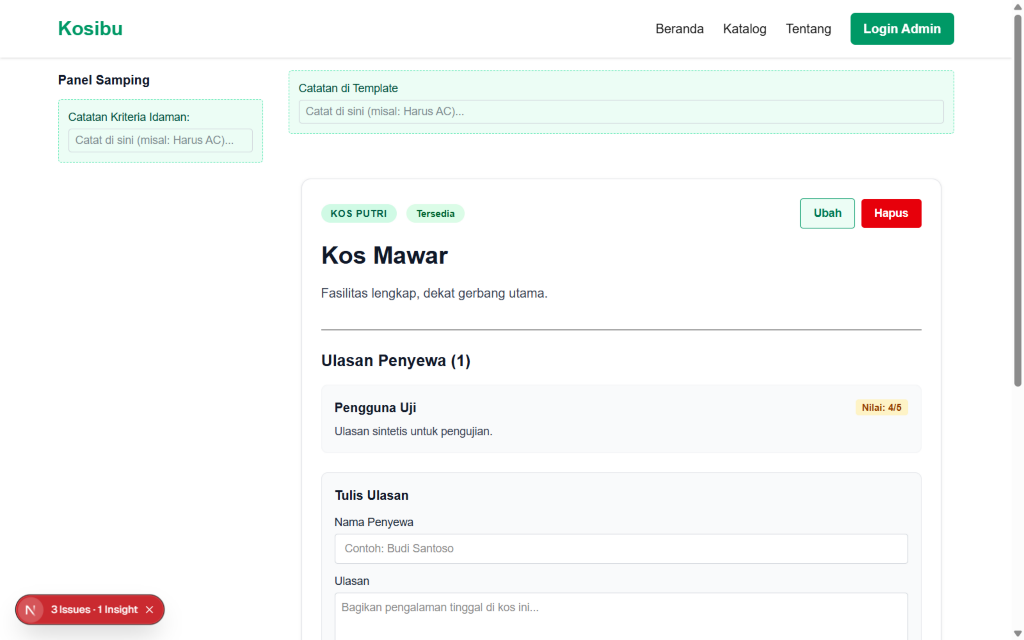 Kosibu
Beranda
Katalog
Tentang
Login Admin
Panel Samping
Catatan Kriteria Idaman:
Catat di sini (misal: Harus AC)...
Catatan di Template
Catat di sini (misal: Harus AC)...
KOS PUTRI
Tersedia
Ubah
Hapus
Kos Mawar
Fasilitas lengkap, dekat gerbang utama.
Ulasan Penyewa (1)
Pengguna Uji
Nilai: 4/5
Ulasan sintetis untuk pengujian.
Tulis Ulasan
Nama Penyewa
Contoh: Budi Santoso
Ulasan
Bagikan pengalaman tinggal di kos ini...
N
3 Issues · 1 Insight